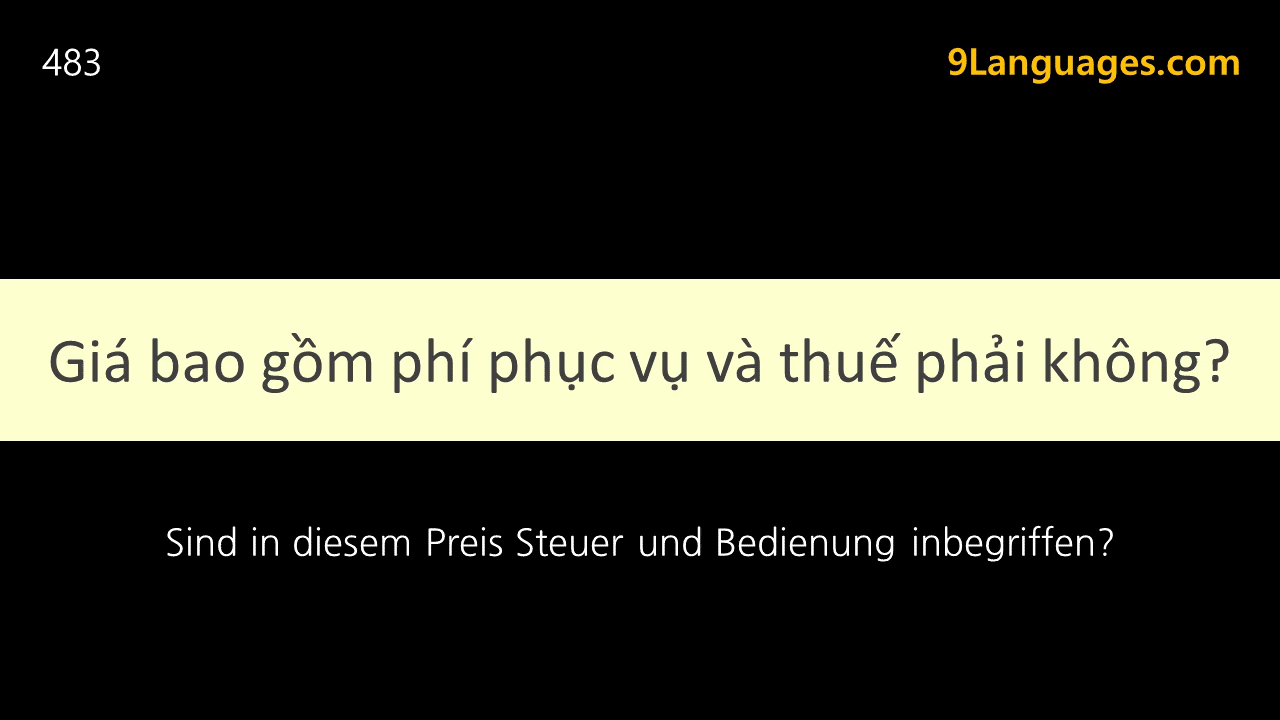 483
9Languages.com
Giá bao gồm phí phục vụ và thuế phải không?
Sind in diesem Preis Steuer und Bedienung inbegriffen?